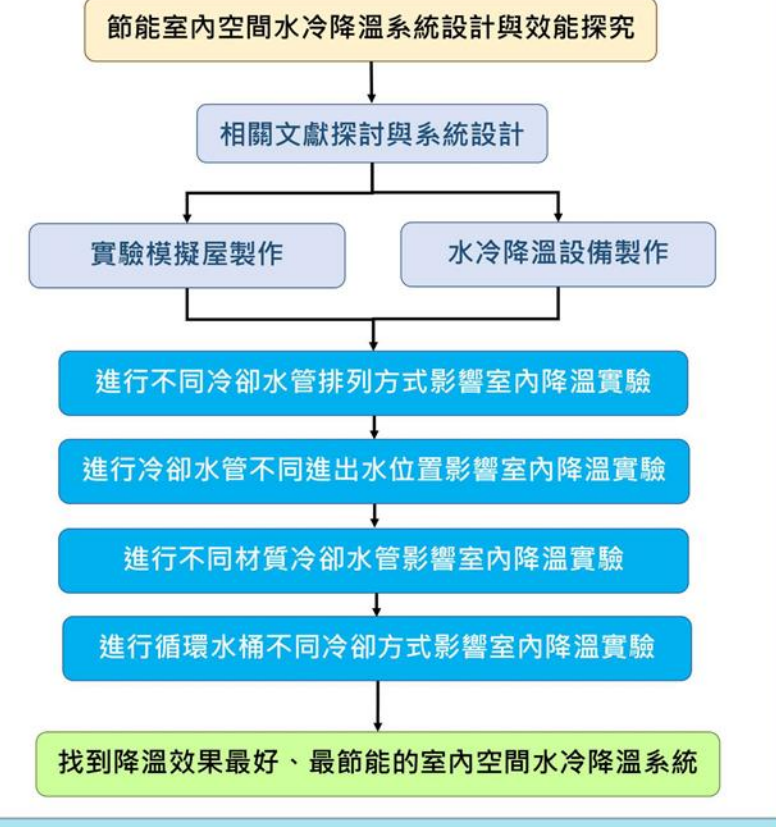 節能室內空間水冷降溫系統設計與效能探究
相關文獻探討與系統設計
實驗模擬屋製作
水冷降溫設備製作
進行不同冷卻水管排列方式影響室內降溫實驗
進行冷卻水管不同進出水位置影響室內降溫實驗
進行不同材質冷卻水管影響室內降溫實驗
進行循環水桶不同冷卻方式影響室內降溫實驗
找到降溫效果最好、最節能的室內空間水冷降溫系統